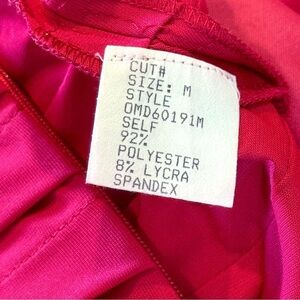 CUT#
SIZE: M
STYLE
OMD60191M
SELF
92%
POLYESTER
8% LYCRA
SPANDEX